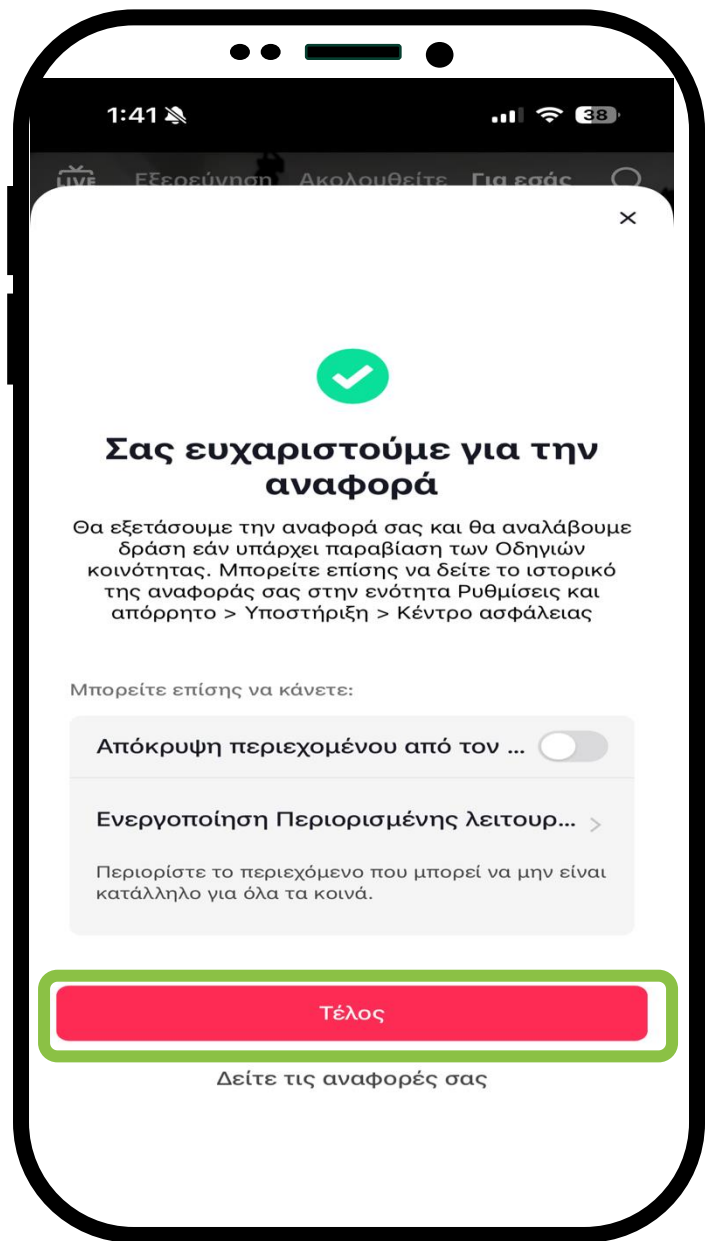 1:41
38
LIVE Εξερεύνηση Ακολουθείτε Για εσάς
Σας ευχαριστούμε για την
αναφορά
Θα εξετάσουμε την αναφορά σας και θα αναλάβουμε
δράση εάν υπάρχει παραβίαση των Οδηγιών
κοινότητας. Μπορείτε επίσης να δείτε το ιστορικό
της αναφοράς σας στην ενότητα Ρυθμίσεις και
απόρρητο > Υποστήριξη > Κέντρο ασφάλειας
Μπορείτε επίσης να κάνετε:
Απόκρυψη περιεχομένου από τον ...
Ενεργοποίηση Περιορισμένης λειτουρ... >
Περιορίστε το περιεχόμενο που μπορεί να μην είναι
κατάλληλο για όλα τα κοινά.
Τέλος
Δείτε τις αναφορές σας